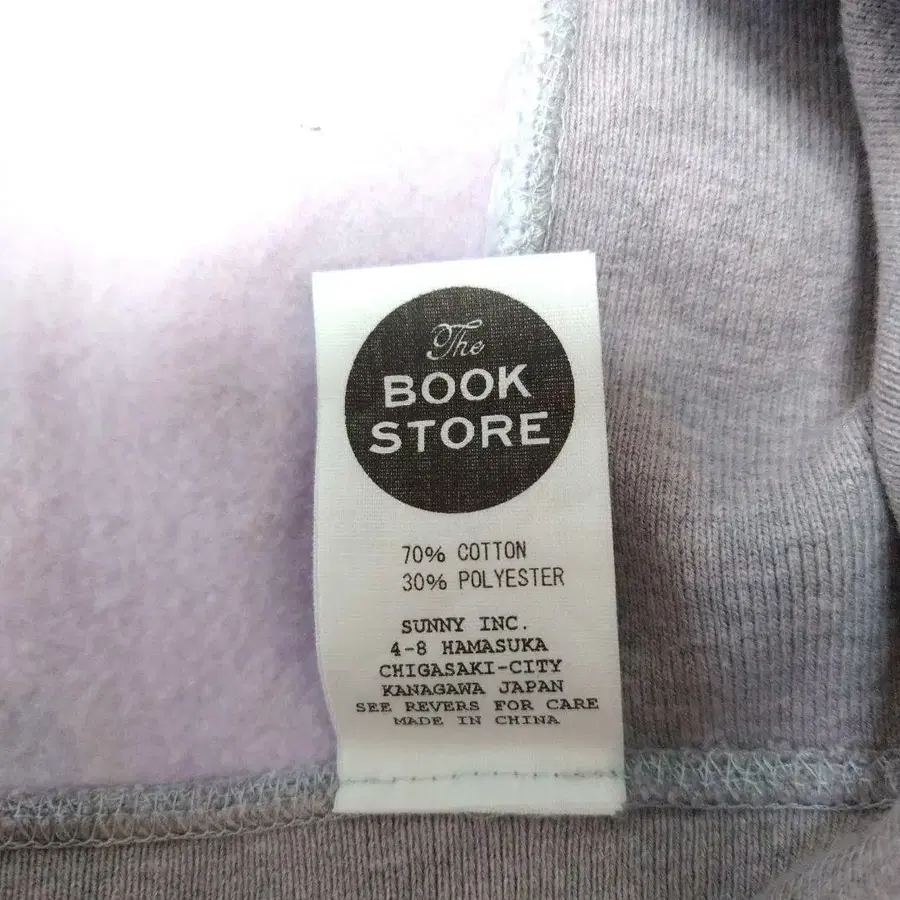 The
BOOK
STORE
70% COTTON
30% POLYESTER
SUNNY INC.
4-8 HAMASUKA
CHIGASAKI-CITY
KANAGAWA JAPAN
SEE REVERS FOR CARE
MADE IN CHINA